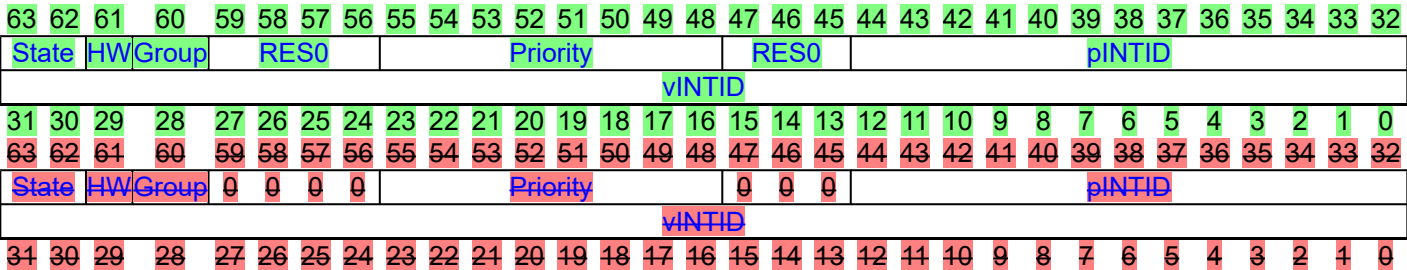 63 62 61 60 59 58 57 56 55 54 53 52 51 50 49 48 47 46 45 44 43 42 41 40 39 38 37 36 35 34 33 32
State HW Group RES0 Priority RES0 pINTID
vINTID
31 30 29 28 27 26 25 24 23 22 21 20 19 18 17 16 15 14 13 12 11 10 9 8 7 6 5 4 3 2 1 0
63 62 61 60 59 58 57 56 55 54 53 52 51 50 49 48 47 46 45 44 43 42 41 40 39 38 37 36 35 34 33 32
State HW Group 0 0 0 0 Priority 0 0 0 pINTID
vINTID
31 30 29 28 27 26 25 24 23 22 21 20 19 18 17 16 15 14 13 12 11 10 9 8 7 6 5 4 3 2 1 0